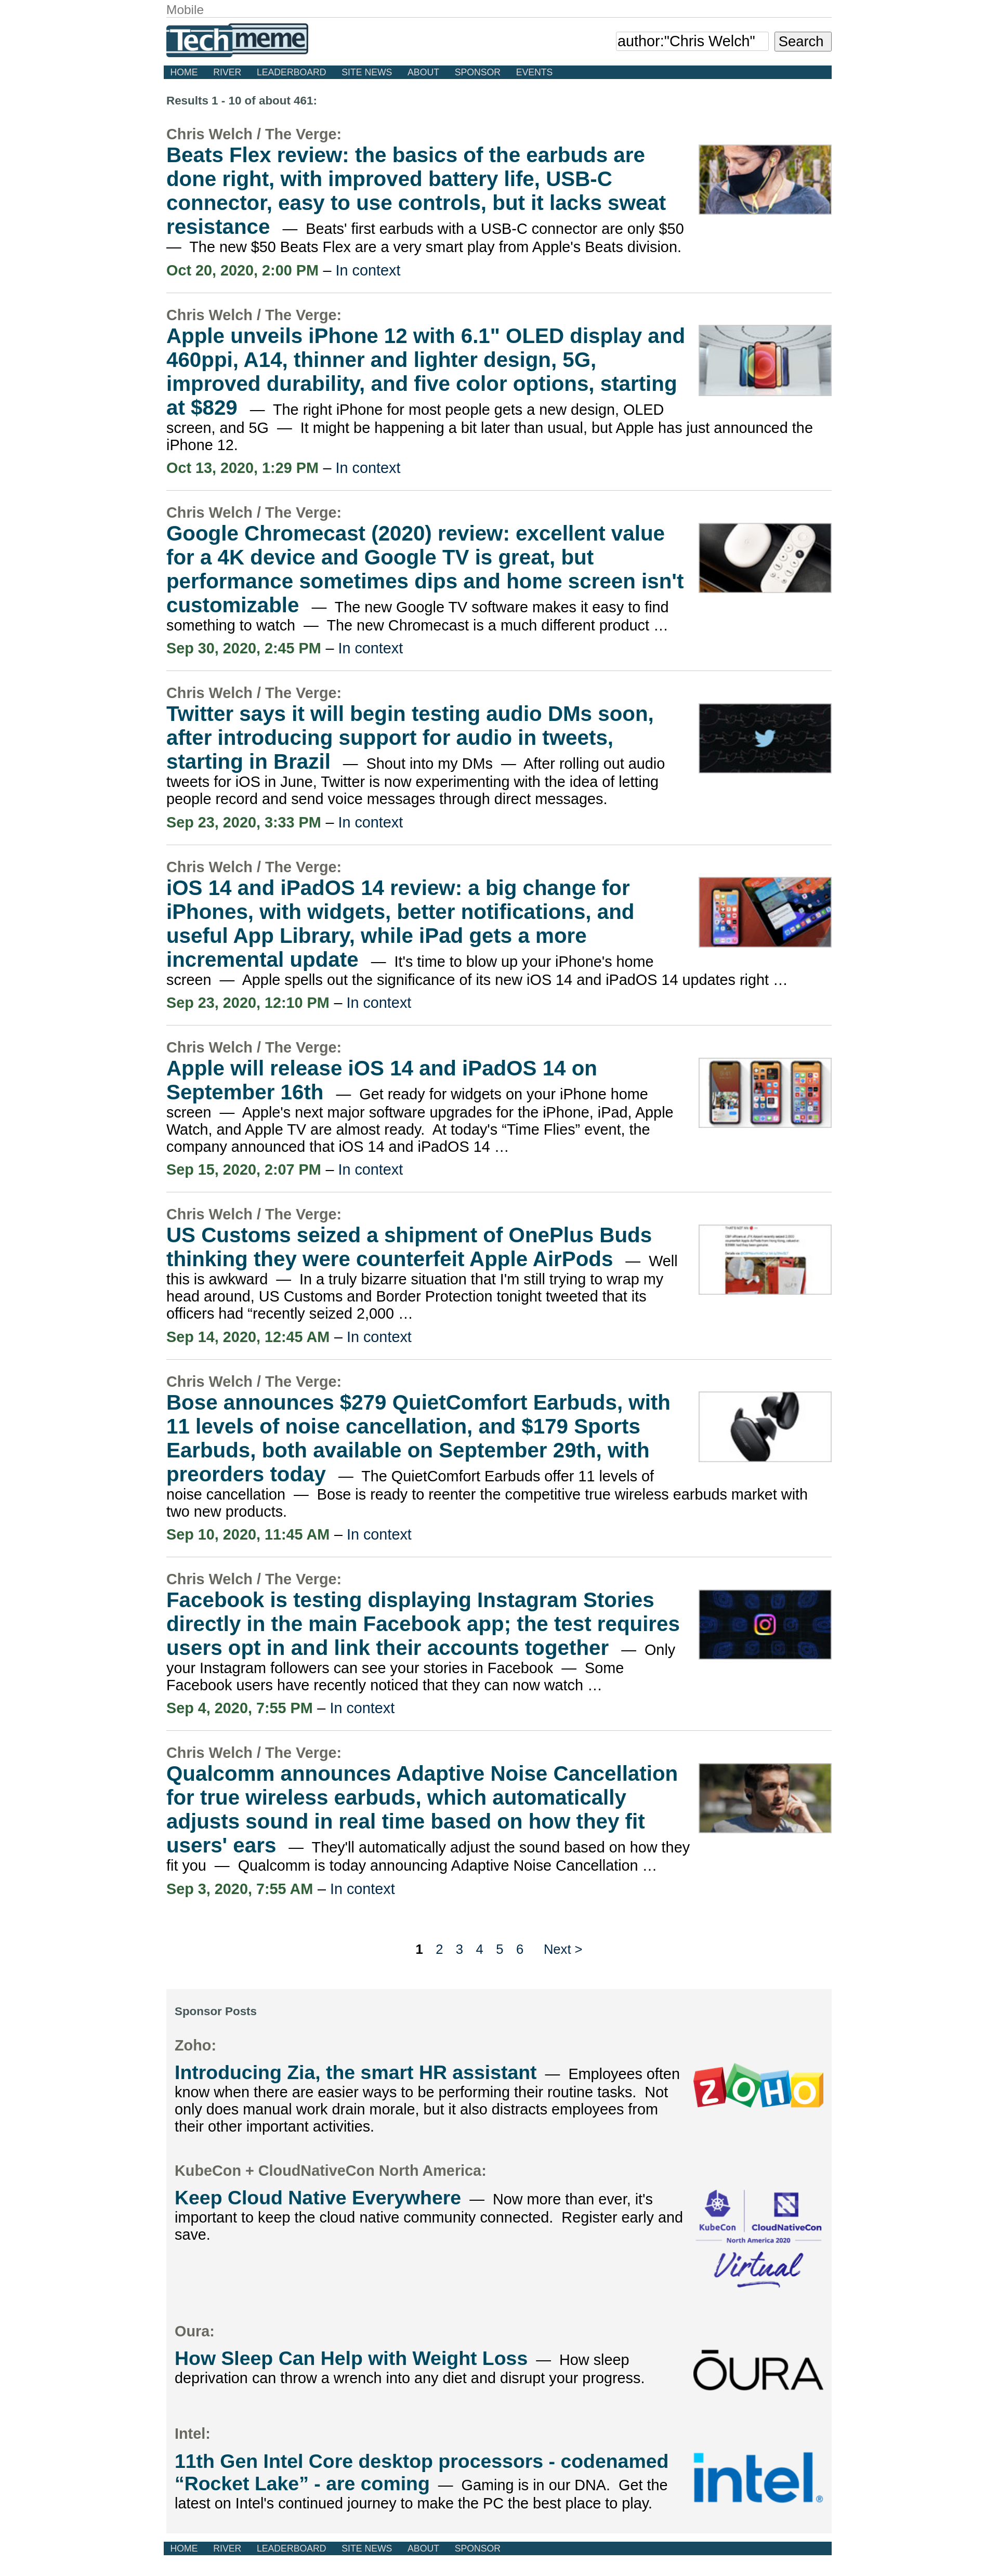 Mobile
Techmeme
author:"Chris Welch"
Search
HOME RIVER LEADERBOARD SITE NEWS ABOUT SPONSOR EVENTS
Results 1 - 10 of about 461:
Chris Welch / The Verge:
Beats Flex review: the basics of the earbuds are
done right, with improved battery life, USB-C
connector, easy to use controls, but it lacks sweat
resistance — Beats' first earbuds with a USB-C connector are only $50
— The new $50 Beats Flex are a very smart play from Apple's Beats division.
Oct 20, 2020, 2:00 PM – In context
Chris Welch / The Verge:
Apple unveils iPhone 12 with 6.1" OLED display and
460ppi, A14, thinner and lighter design, 5G,
improved durability, and five color options, starting
at $829 — The right iPhone for most people gets a new design, OLED
screen, and 5G — It might be happening a bit later than usual, but Apple has just announced the
iPhone 12.
Oct 13, 2020, 1:29 PM – In context
Chris Welch / The Verge:
Google Chromecast (2020) review: excellent value
for a 4K device and Google TV is great, but
performance sometimes dips and home screen isn't
customizable — The new Google TV software makes it easy to find
something to watch — The new Chromecast is a much different product …
Sep 30, 2020, 2:45 PM – In context
Chris Welch / The Verge:
Twitter says it will begin testing audio DMs soon,
after introducing support for audio in tweets,
starting in Brazil — Shout into my DMs — After rolling out audio
tweets for iOS in June, Twitter is now experimenting with the idea of letting
people record and send voice messages through direct messages.
Sep 23, 2020, 3:33 PM – In context
Chris Welch / The Verge:
iOS 14 and iPadOS 14 review: a big change for
iPhones, with widgets, better notifications, and
useful App Library, while iPad gets a more
incremental update — It's time to blow up your iPhone's home
screen — Apple spells out the significance of its new iOS 14 and iPadOS 14 updates right …
Sep 23, 2020, 12:10 PM – In context
Chris Welch / The Verge:
Apple will release iOS 14 and iPadOS 14 on
September 16th — Get ready for widgets on your iPhone home
screen — Apple's next major software upgrades for the iPhone, iPad, Apple
Watch, and Apple TV are almost ready. At today's “Time Flies” event, the
company announced that iOS 14 and iPadOS 14 …
Sep 15, 2020, 2:07 PM – In context
Chris Welch / The Verge:
US Customs seized a shipment of OnePlus Buds
thinking they were counterfeit Apple AirPods — Well
this is awkward — In a truly bizarre situation that I'm still trying to wrap my
head around, US Customs and Border Protection tonight tweeted that its
officers had “recently seized 2,000 …
Sep 14, 2020, 12:45 AM – In context
Chris Welch / The Verge:
Bose announces $279 QuietComfort Earbuds, with
11 levels of noise cancellation, and $179 Sports
Earbuds, both available on September 29th, with
preorders today — The QuietComfort Earbuds offer 11 levels of
noise cancellation — Bose is ready to reenter the competitive true wireless earbuds market with
two new products.
Sep 10, 2020, 11:45 AM – In context
Chris Welch / The Verge:
Facebook is testing displaying Instagram Stories
directly in the main Facebook app; the test requires
users opt in and link their accounts together — Only
your Instagram followers can see your stories in Facebook — Some
Facebook users have recently noticed that they can now watch …
Sep 4, 2020, 7:55 PM – In context
Chris Welch / The Verge:
Qualcomm announces Adaptive Noise Cancellation
for true wireless earbuds, which automatically
adjusts sound in real time based on how they fit
users' ears — They'll automatically adjust the sound based on how they
fit you — Qualcomm is today announcing Adaptive Noise Cancellation …
Sep 3, 2020, 7:55 AM – In context
1 2 3 4 5 6 Next >
Sponsor Posts
Zoho:
Introducing Zia, the smart HR assistant — Employees often
know when there are easier ways to be performing their routine tasks. Not
only does manual work drain morale, but it also distracts employees from
their other important activities.
ZOHO
KubeCon + CloudNativeCon North America:
Keep Cloud Native Everywhere — Now more than ever, it's
important to keep the cloud native community connected. Register early and
save.
KubeCon CloudNativeCon
North America 2020
Virtual
Oura:
How Sleep Can Help with Weight Loss — How sleep
deprivation can throw a wrench into any diet and disrupt your progress.
ŌURA
Intel:
11th Gen Intel Core desktop processors - codenamed
“Rocket Lake” - are coming — Gaming is in our DNA. Get the
latest on Intel's continued journey to make the PC the best place to play.
intel®
HOME RIVER LEADERBOARD SITE NEWS ABOUT SPONSOR